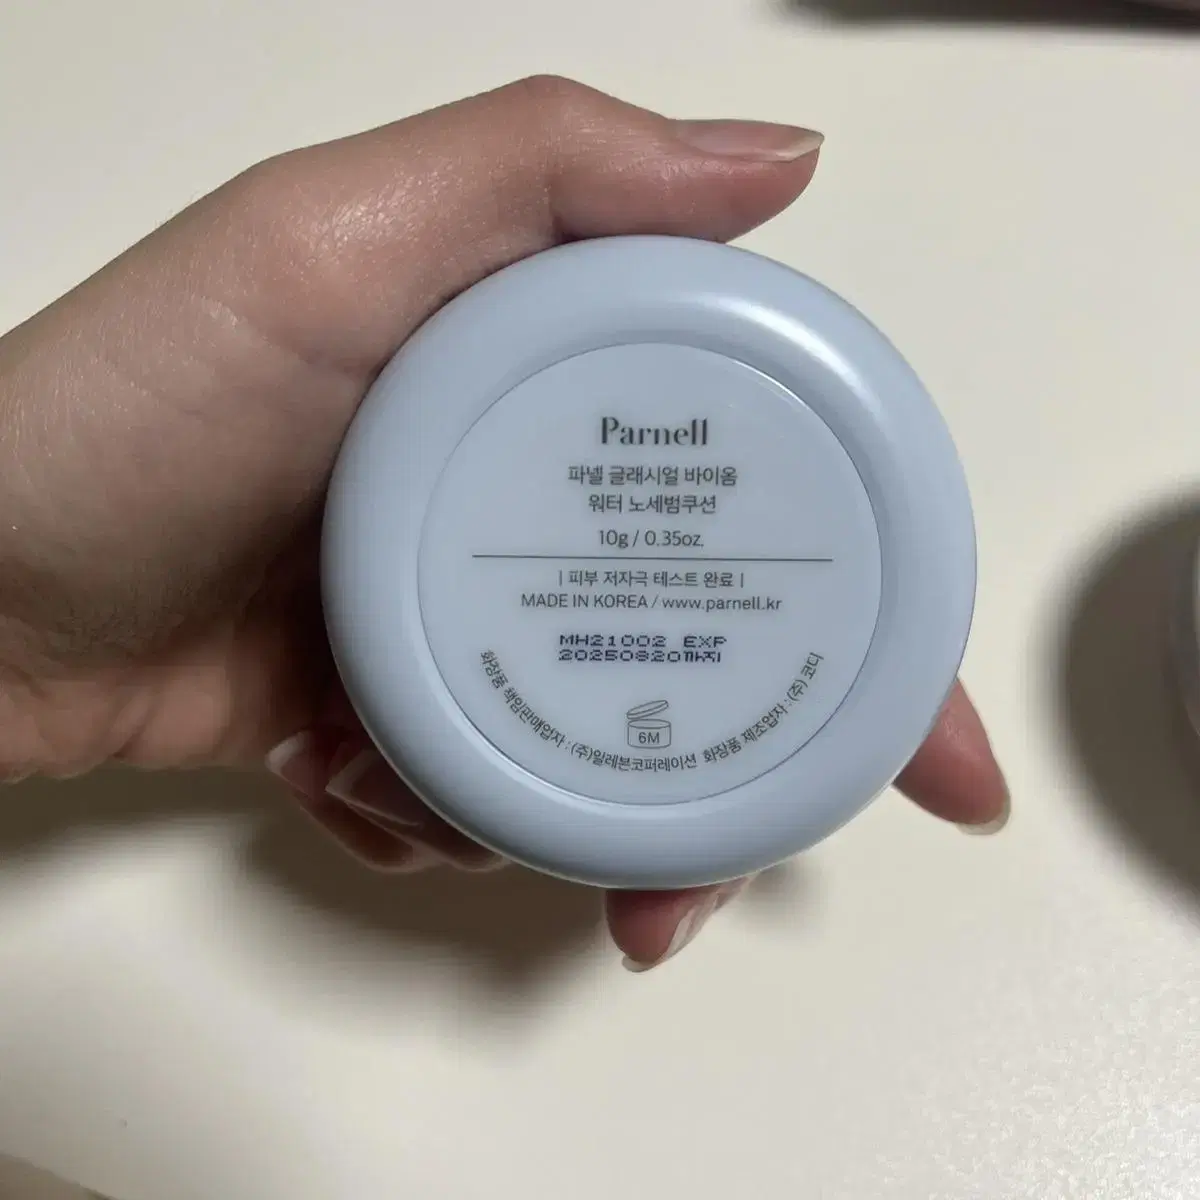 Parnell
파넬 글래시얼 바이옴
워터 노세범쿠션
10g / 0.35oz.
| 피부 저자극 테스트 완료 |
MADE IN KOREA / www.parnell.kr
MH21002 EXP
20250820까지
6M
화장품 책임판매업자 : (주)일레븐코퍼레이션 화장품 제조업자 : (주) 코디